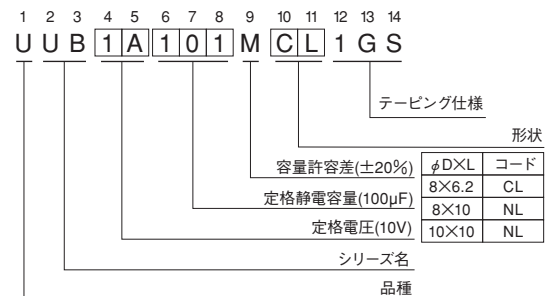 1 2 3 4 5 6 7 8 9 10 11 12 13 14
U U B 1 A 1 0 1 M C L 1 G S
テーピング仕様
形状
容量許容差(±20%)
定格静電容量(100µF)
定格電圧(10V)
シリーズ名
品種
φD×L コード
8×6.2 CL
8×10 NL
10×10 NL